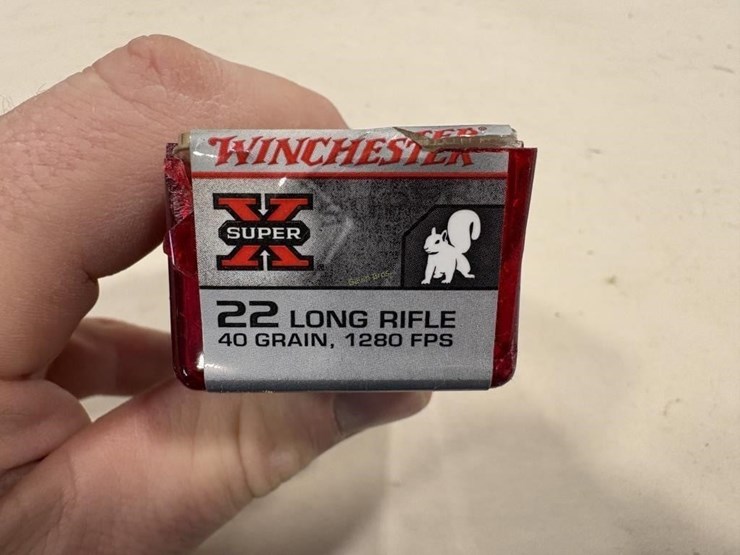 WINCHESTER
X
SUPER
22 LONG RIFLE
40 GRAIN, 1280 FPS